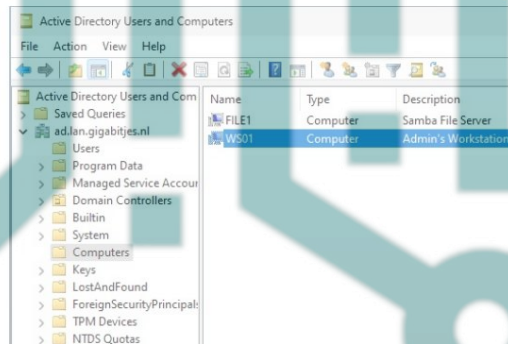 Active Directory Users and Computers
File Action View Help
Active Directory Users and Com
Saved Queries
ad.lan.gigabitjes.nl
Users
Program Data
Managed Service Accour
Domain Controllers
Builtin
System
Computers
Keys
LostAndFound
ForeignSecurityPrincipals
TPM Devices
NTDS Quotas
Name Type Description
FILE1 Computer Samba File Server
WS01 Computer Admin's Workstation